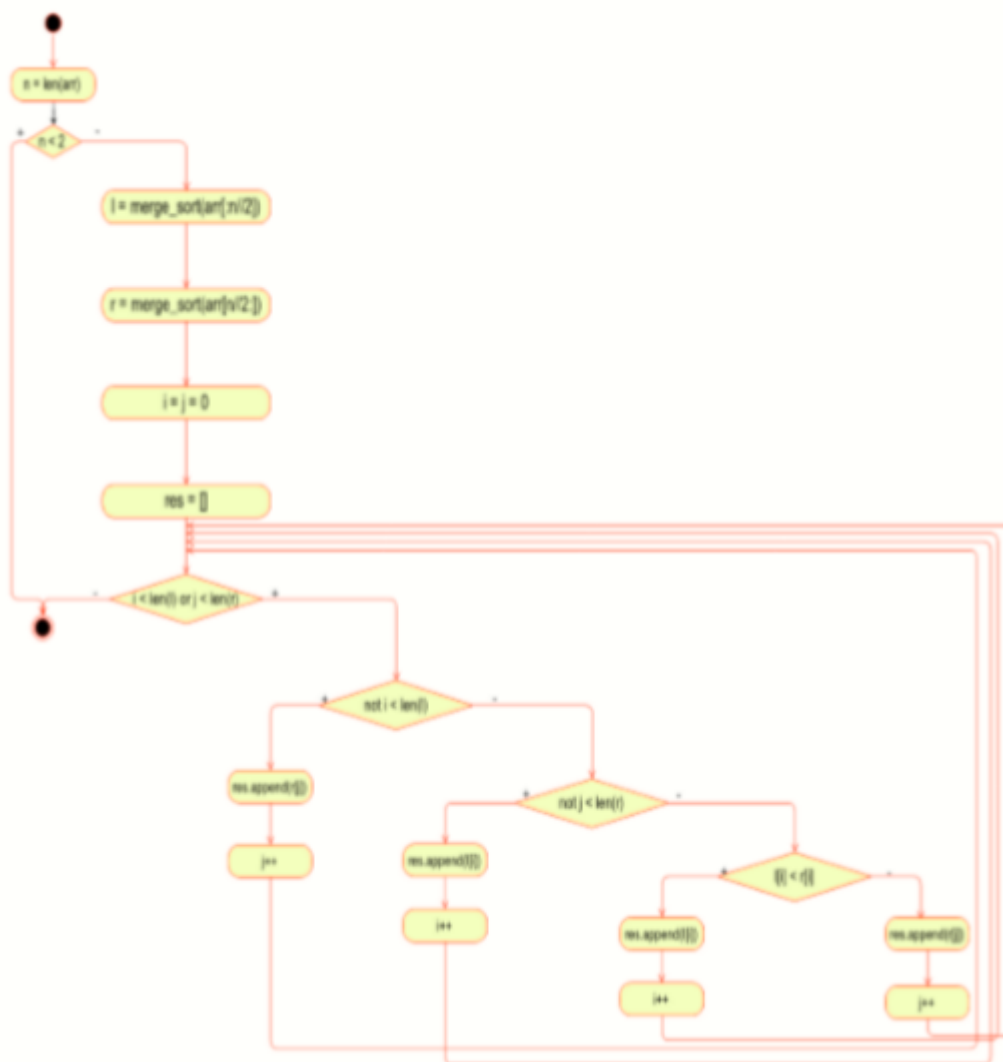 n = len(arr)
+
-
n < 2
l = merge_sort(arr[:n//2])
r = merge_sort(arr[n//2:])
i = j = 0
res = []
-
i < len(l) or j < len(r)
+
+
not i < len(l)
-
res.append(r[j])
+
not j < len(r)
-
j++
res.append(l[i])
+
l[i] < r[j]
-
i++
res.append(l[i])
res.append(r[j])
i++
j++